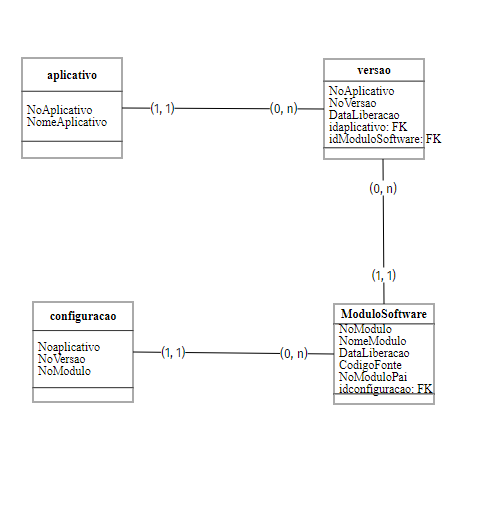 aplicativo
NoAplicativo
NomeAplicativo
(1, 1)
(0, n)
versao
NoAplicativo
NoVersao
DataLiberacao
idaplicativo: FK
idModuloSoftware: FK
(0, n)
(1, 1)
configuracao
Noaplicativo
NoVersao
NoModulo
(1, 1)
(0, n)
ModuloSoftware
NoModulo
NomeModulo
DataLiberacao
CodigoFonte
NoModuloPai
idconfiguracao: FK